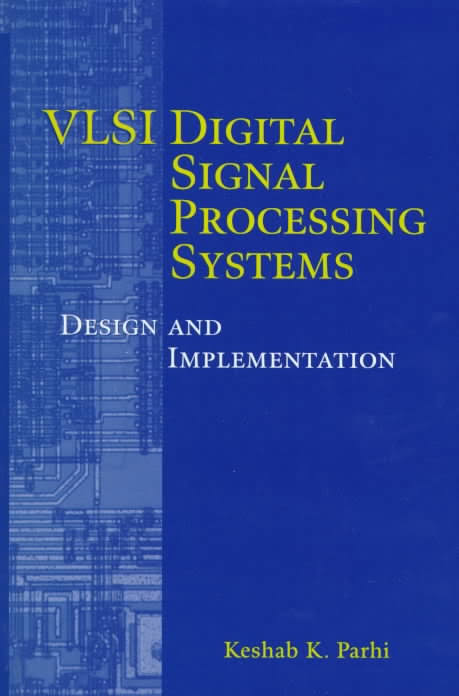 VLSI DIGITAL
SIGNAL
PROCESSING
SYSTEMS
DESIGN AND
IMPLEMENTATION
Keshab K. Parhi